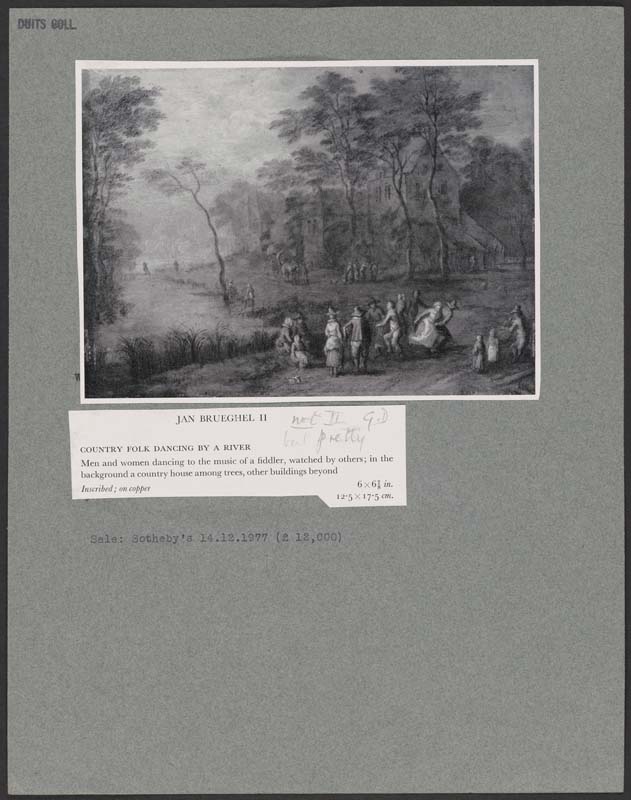 DUITS COLL.
JAN BRUEGHEL II
not II G.D
but pretty
COUNTRY FOLK DANCING BY A RIVER
Men and women dancing to the music of a fiddler, watched by others; in the
background a country house among trees, other buildings beyond
Inscribed; on copper
6 × 6⅞ in.
12·5 × 17·5 cm.
Sale: Sotheby's 14.12.1977 (£ 12,000)